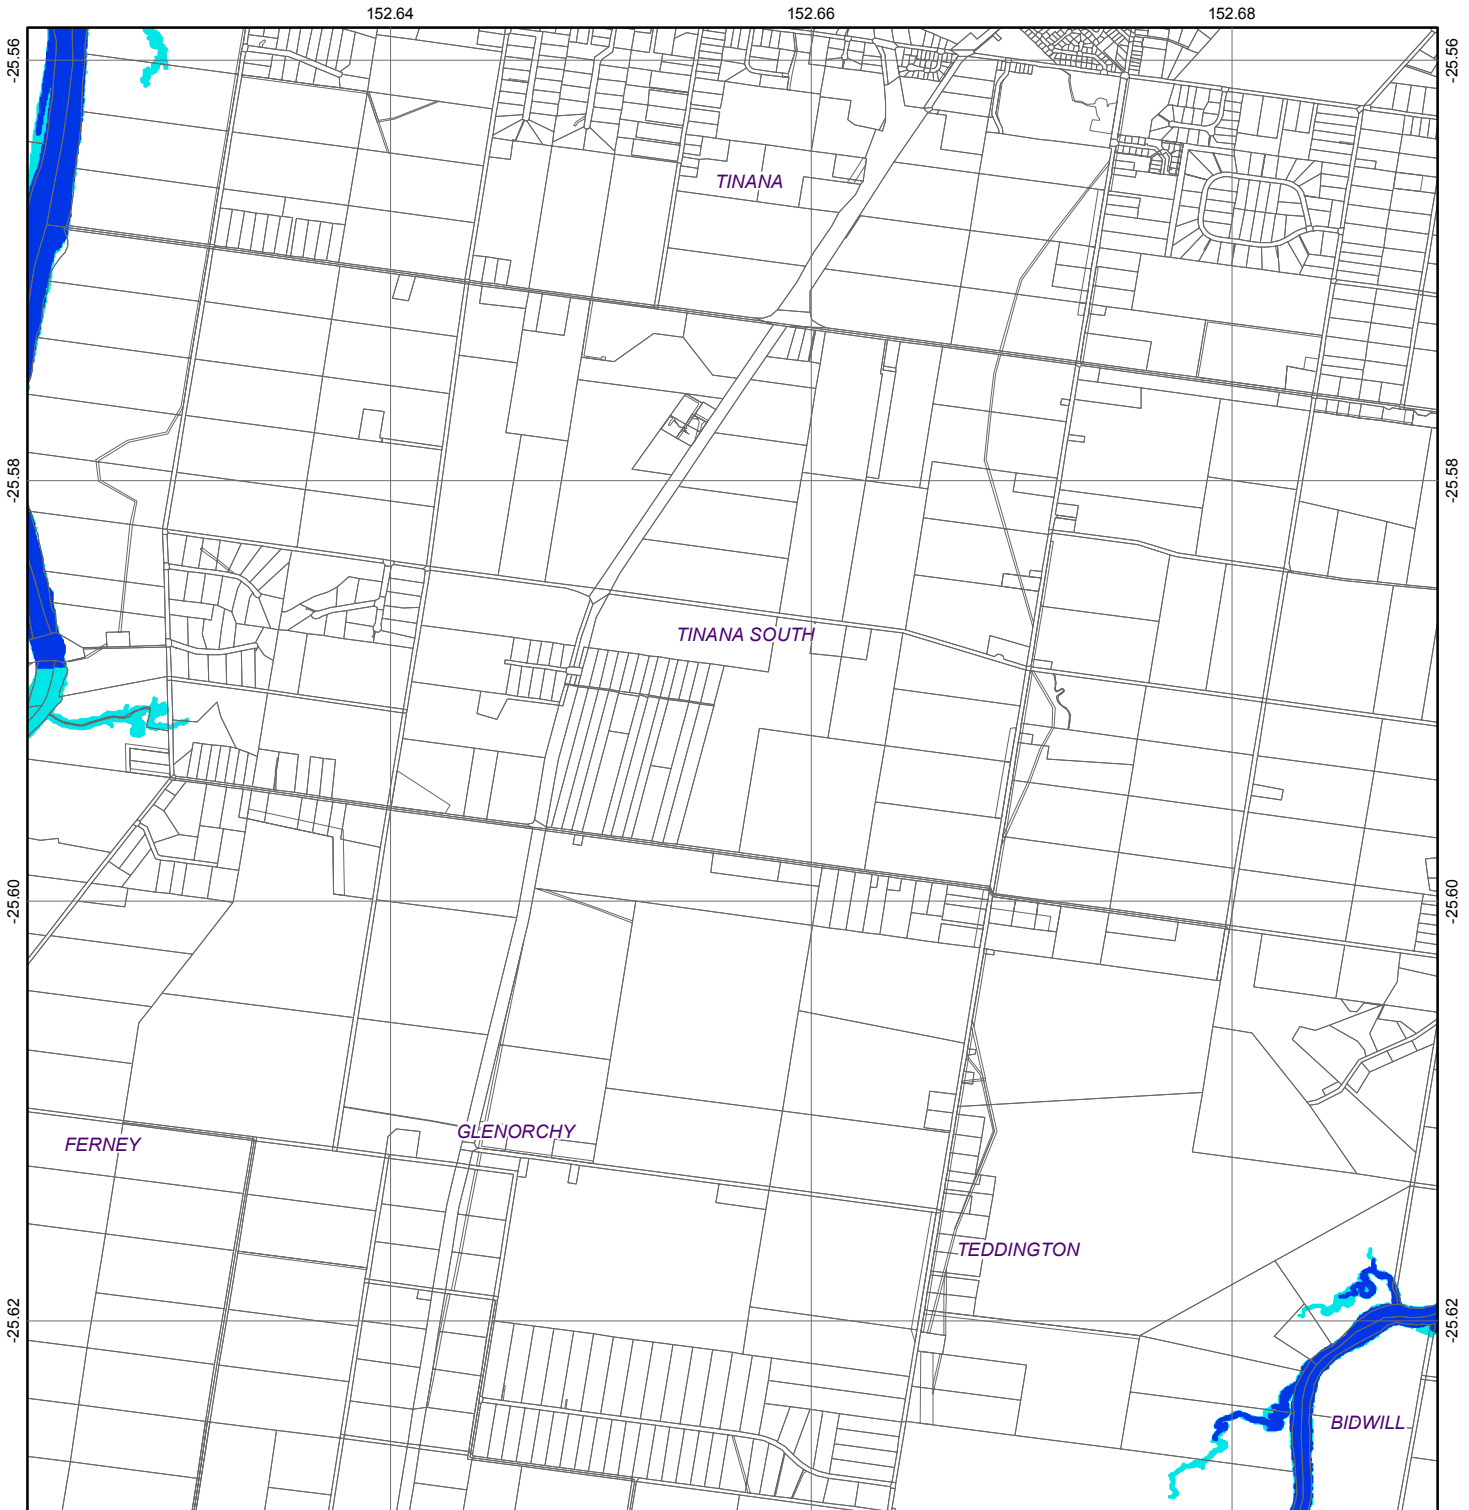 152.64 152.66 152.68
-25.56 -25.56
TINANA
-25.58 -25.58
TINANA SOUTH
-25.60 -25.60
GLENORCHY
FERNEY
TEDDINGTON
-25.62 -25.62
BIDWILL